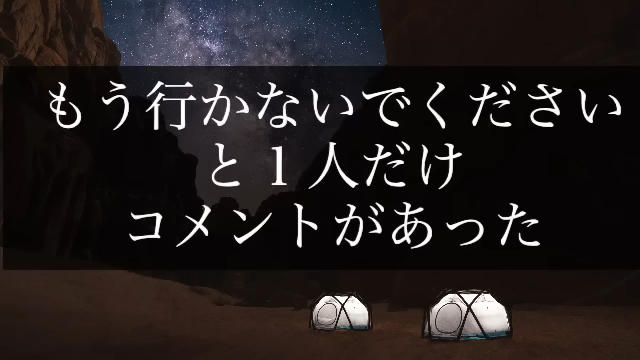 もう行かないでください
と１人だけ
コメントがあった